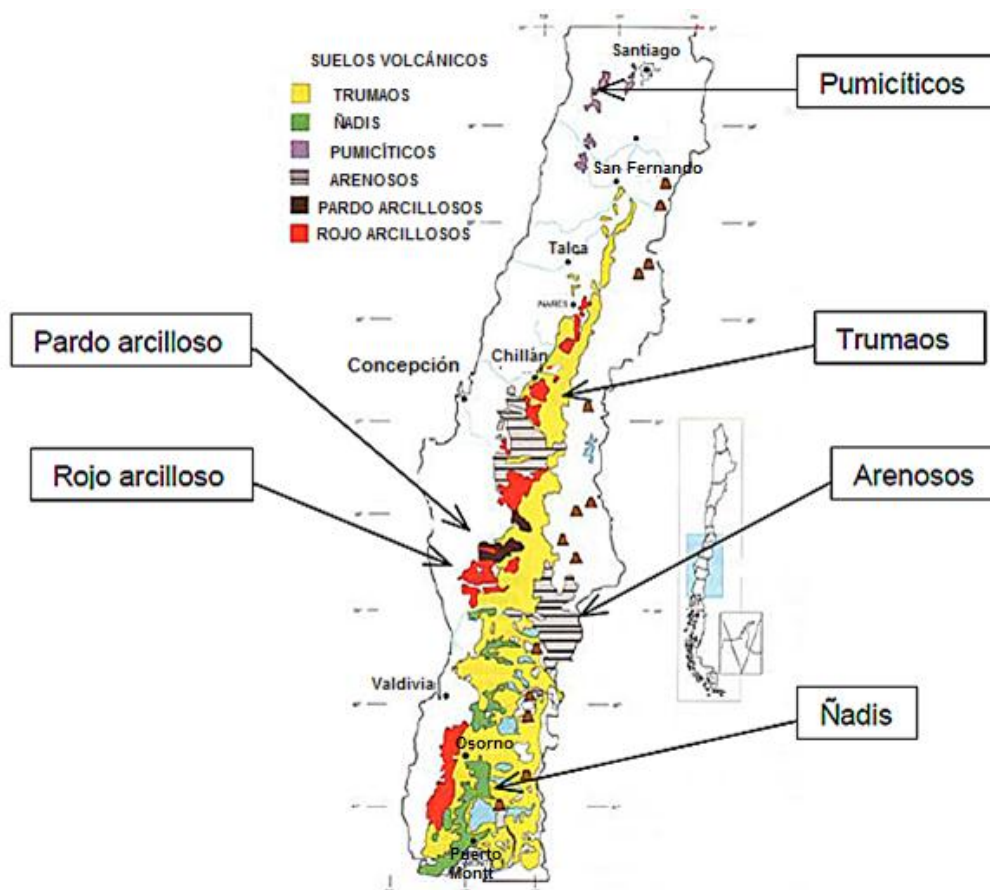 SUELOS VOLCÁNICOS
TRUMAOS
ÑADIS
PUMICÍTICOS
ARENOSOS
PARDO ARCILLOSOS
ROJO ARCILLOSOS
Santiago
Pumicíticos
San Fernando
Talca
Pardo arcilloso
Concepción
Chillán
Trumaos
Rojo arcilloso
Arenosos
Valdivia
Ñadis
Osorno
Puerto
Montt